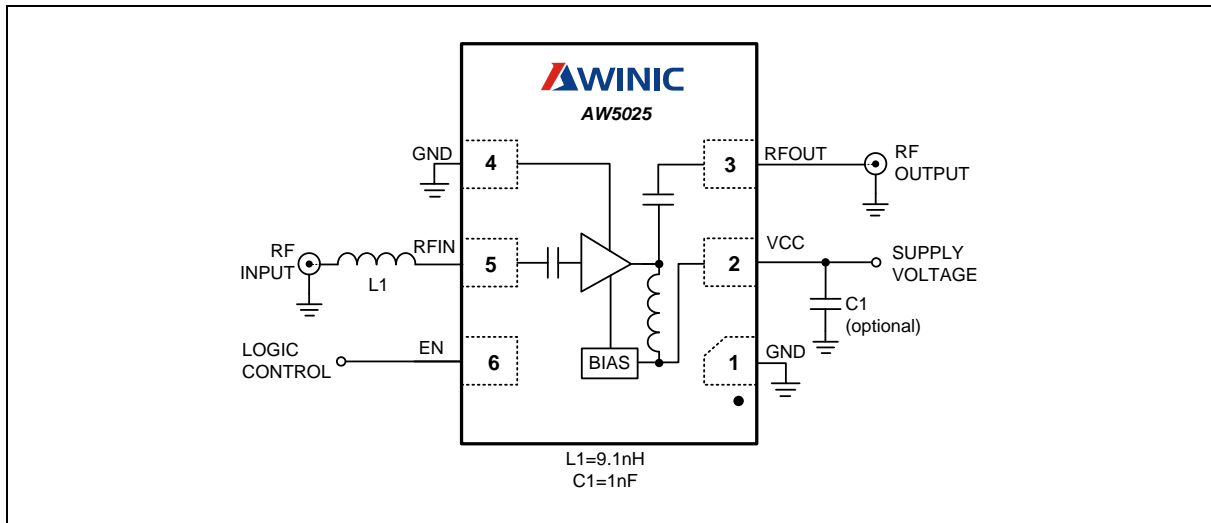 AWINIC
AW5025
GND
4
3
RFOUT
RF
OUTPUT
RF
INPUT
L1
RFIN
5
2
VCC
SUPPLY
VOLTAGE
C1
(optional)
LOGIC
CONTROL
EN
6
BIAS
1
GND
L1=9.1nH
C1=1nF